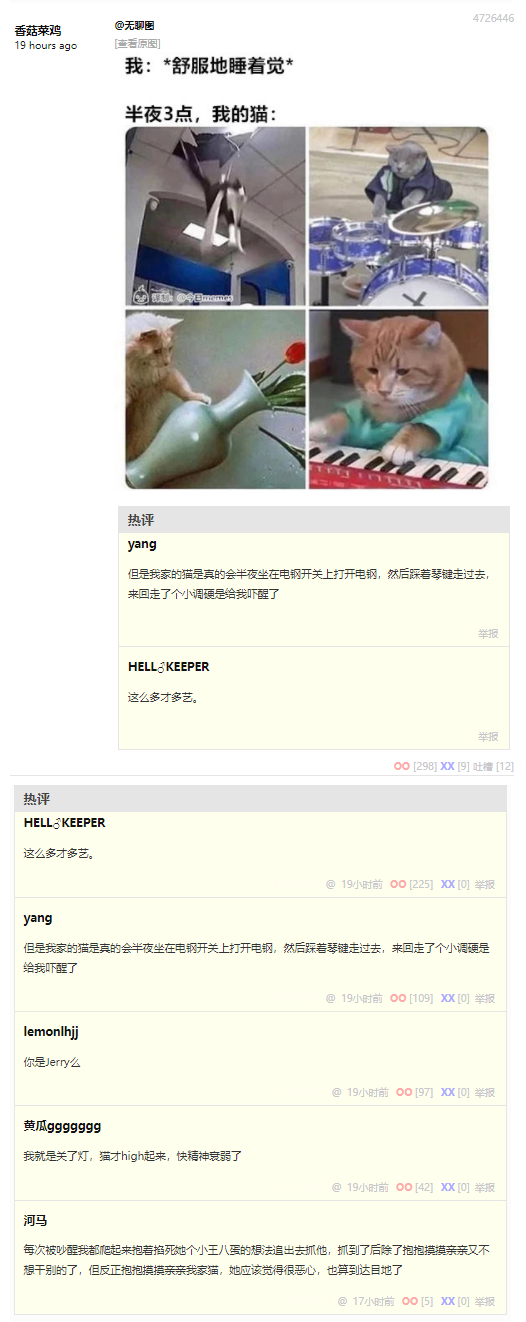 香菇菜鸡
19 hours ago
@无聊图
4726446
[查看原图]
我：*舒服地睡着觉*
半夜3点，我的猫：
译制：@今日memes
热评
yang
但是我家的猫是真的会半夜坐在电钢开关上打开电钢，然后踩着琴键走过去，
来回走了个小调硬是给我吓醒了
举报
HELL♂KEEPER
这么多才多艺。
举报
OO [298] XX [9] 吐槽 [12]
热评
HELL♂KEEPER
这么多才多艺。
@ 19小时前 OO [225] XX [0] 举报
yang
但是我家的猫是真的会半夜坐在电钢开关上打开电钢，然后踩着琴键走过去，来回走了个小调硬是
给我吓醒了
@ 19小时前 OO [109] XX [0] 举报
lemonlhjj
你是Jerry么
@ 19小时前 OO [97] XX [0] 举报
黄瓜ggggggg
我就是关了灯，猫才high起来，快精神衰弱了
@ 19小时前 OO [42] XX [0] 举报
河马
每次被吵醒我都爬起来抱着掐死她个小王八蛋的想法追出去抓他，抓到了后除了抱抱摸摸亲亲又不
想干别的了，但反正抱抱摸摸亲亲我家猫，她应该觉得很恶心，也算到达目地了
@ 17小时前 OO [5] XX [0] 举报